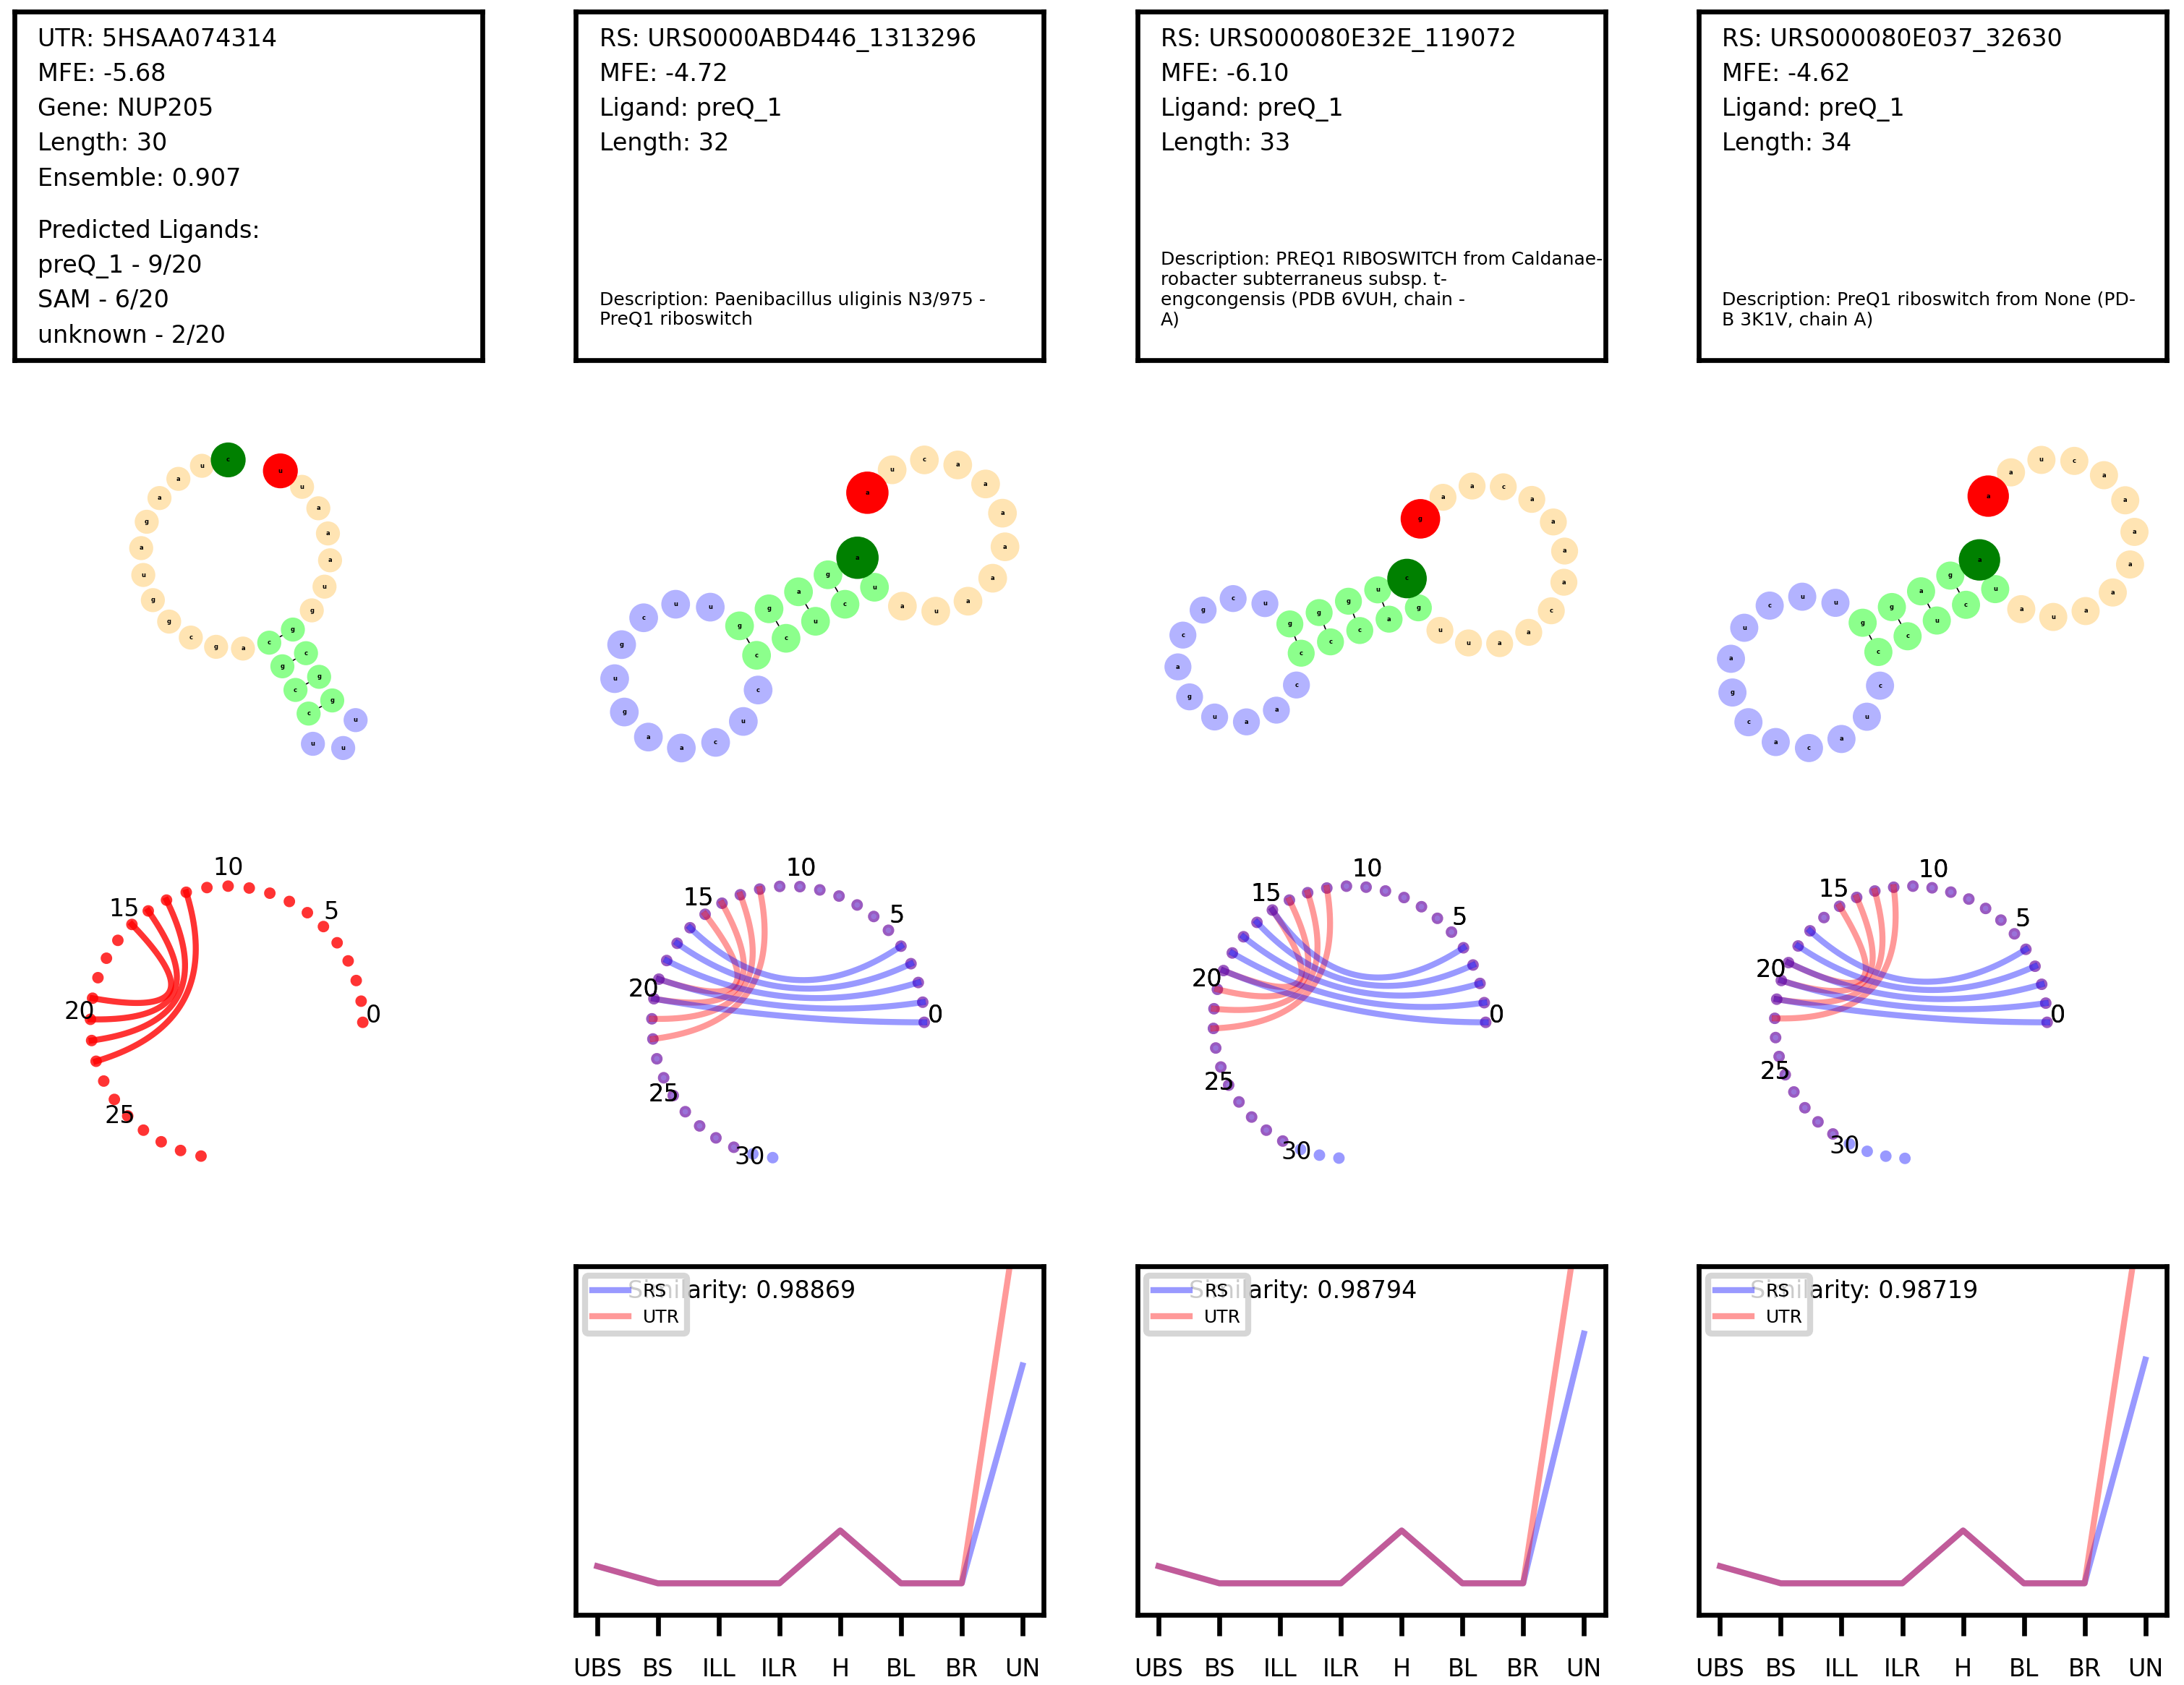 UTR: 5HSAA074314
MFE: -5.68
Gene: NUP205
Length: 30
Ensemble: 0.907
Predicted Ligands:
preQ_1 - 9/20
SAM - 6/20
unknown - 2/20
RS: URS0000ABD446_1313296
MFE: -4.72
Ligand: preQ_1
Length: 32
Description: Paenibacillus uliginis N3/975 -
PreQ1 riboswitch
RS: URS000080E32E_119072
MFE: -6.10
Ligand: preQ_1
Length: 33
Description: PREQ1 RIBOSWITCH from Caldanae-
robacter subterraneus subsp. t-
engcongensis (PDB 6VUH, chain -
A)
RS: URS000080E037_32630
MFE: -4.62
Ligand: preQ_1
Length: 34
Description: PreQ1 riboswitch from None (PD-
B 3K1V, chain A)
0
5
10
15
20
25
0
5
10
15
20
25
30
0
5
10
15
20
25
30
0
5
10
15
20
25
30
Similarity: 0.98869
RS
UTR
UBS BS ILL ILR H BL BR UN
Similarity: 0.98794
RS
UTR
UBS BS ILL ILR H BL BR UN
Similarity: 0.98719
RS
UTR
UBS BS ILL ILR H BL BR UN